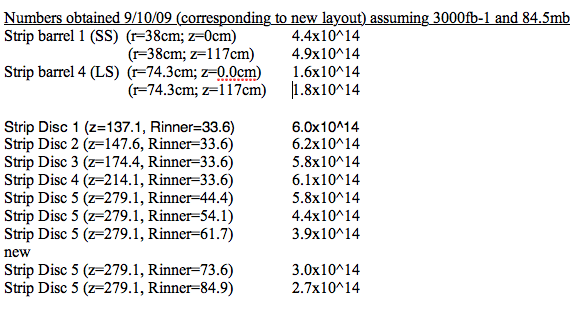 Numbers obtained 9/10/09 (corresponding to new layout) assuming 3000fb-1 and 84.5mb
Strip barrel 1 (SS) (r=38cm; z=0cm) 4.4x10^14
(r=38cm; z=117cm) 4.9x10^14
Strip barrel 4 (LS) (r=74.3cm; z=0.0cm) 1.6x10^14
(r=74.3cm; z=117cm) 1.8x10^14
Strip Disc 1 (z=137.1, Rinner=33.6) 6.0x10^14
Strip Disc 2 (z=147.6, Rinner=33.6) 6.2x10^14
Strip Disc 3 (z=174.4, Rinner=33.6) 5.8x10^14
Strip Disc 4 (z=214.1, Rinner=33.6) 6.1x10^14
Strip Disc 5 (z=279.1, Rinner=44.4) 5.8x10^14
Strip Disc 5 (z=279.1, Rinner=54.1) 4.4x10^14
Strip Disc 5 (z=279.1, Rinner=61.7) 3.9x10^14
new
Strip Disc 5 (z=279.1, Rinner=73.6) 3.0x10^14
Strip Disc 5 (z=279.1, Rinner=84.9) 2.7x10^14